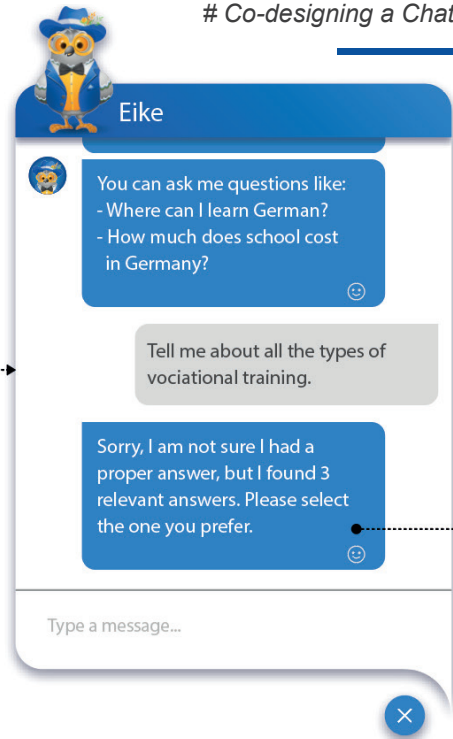 # Co-designing a Chat
Eike
You can ask me questions like:
- Where can I learn German?
- How much does school cost
in Germany?
Tell me about all the types of
vociational training.
Sorry, I am not sure I had a
proper answer, but I found 3
relevant answers. Please select
the one you prefer.
Type a message...